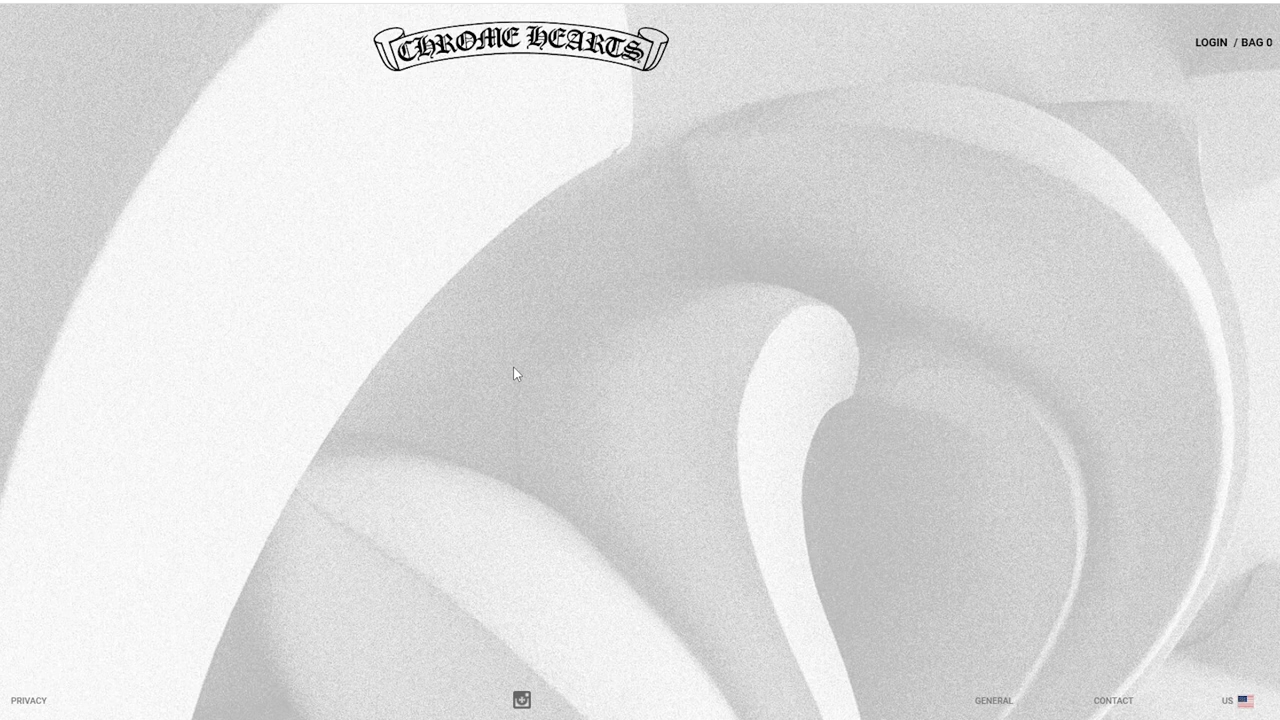 CHROME HEARTS
LOGIN / BAG 0
PRIVACY
GENERAL
CONTACT
US